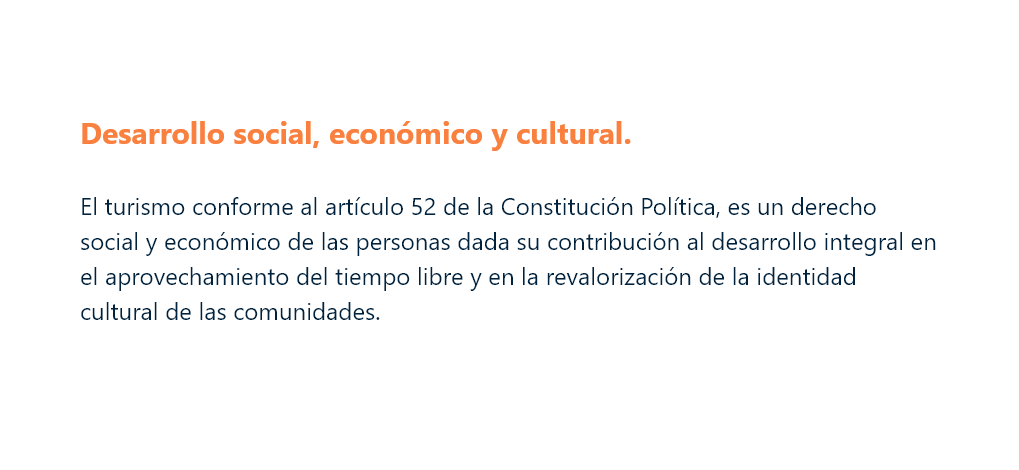 Desarrollo social, económico y cultural.
El turismo conforme al artículo 52 de la Constitución Política, es un derecho
social y económico de las personas dada su contribución al desarrollo integral en
el aprovechamiento del tiempo libre y en la revalorización de la identidad
cultural de las comunidades.